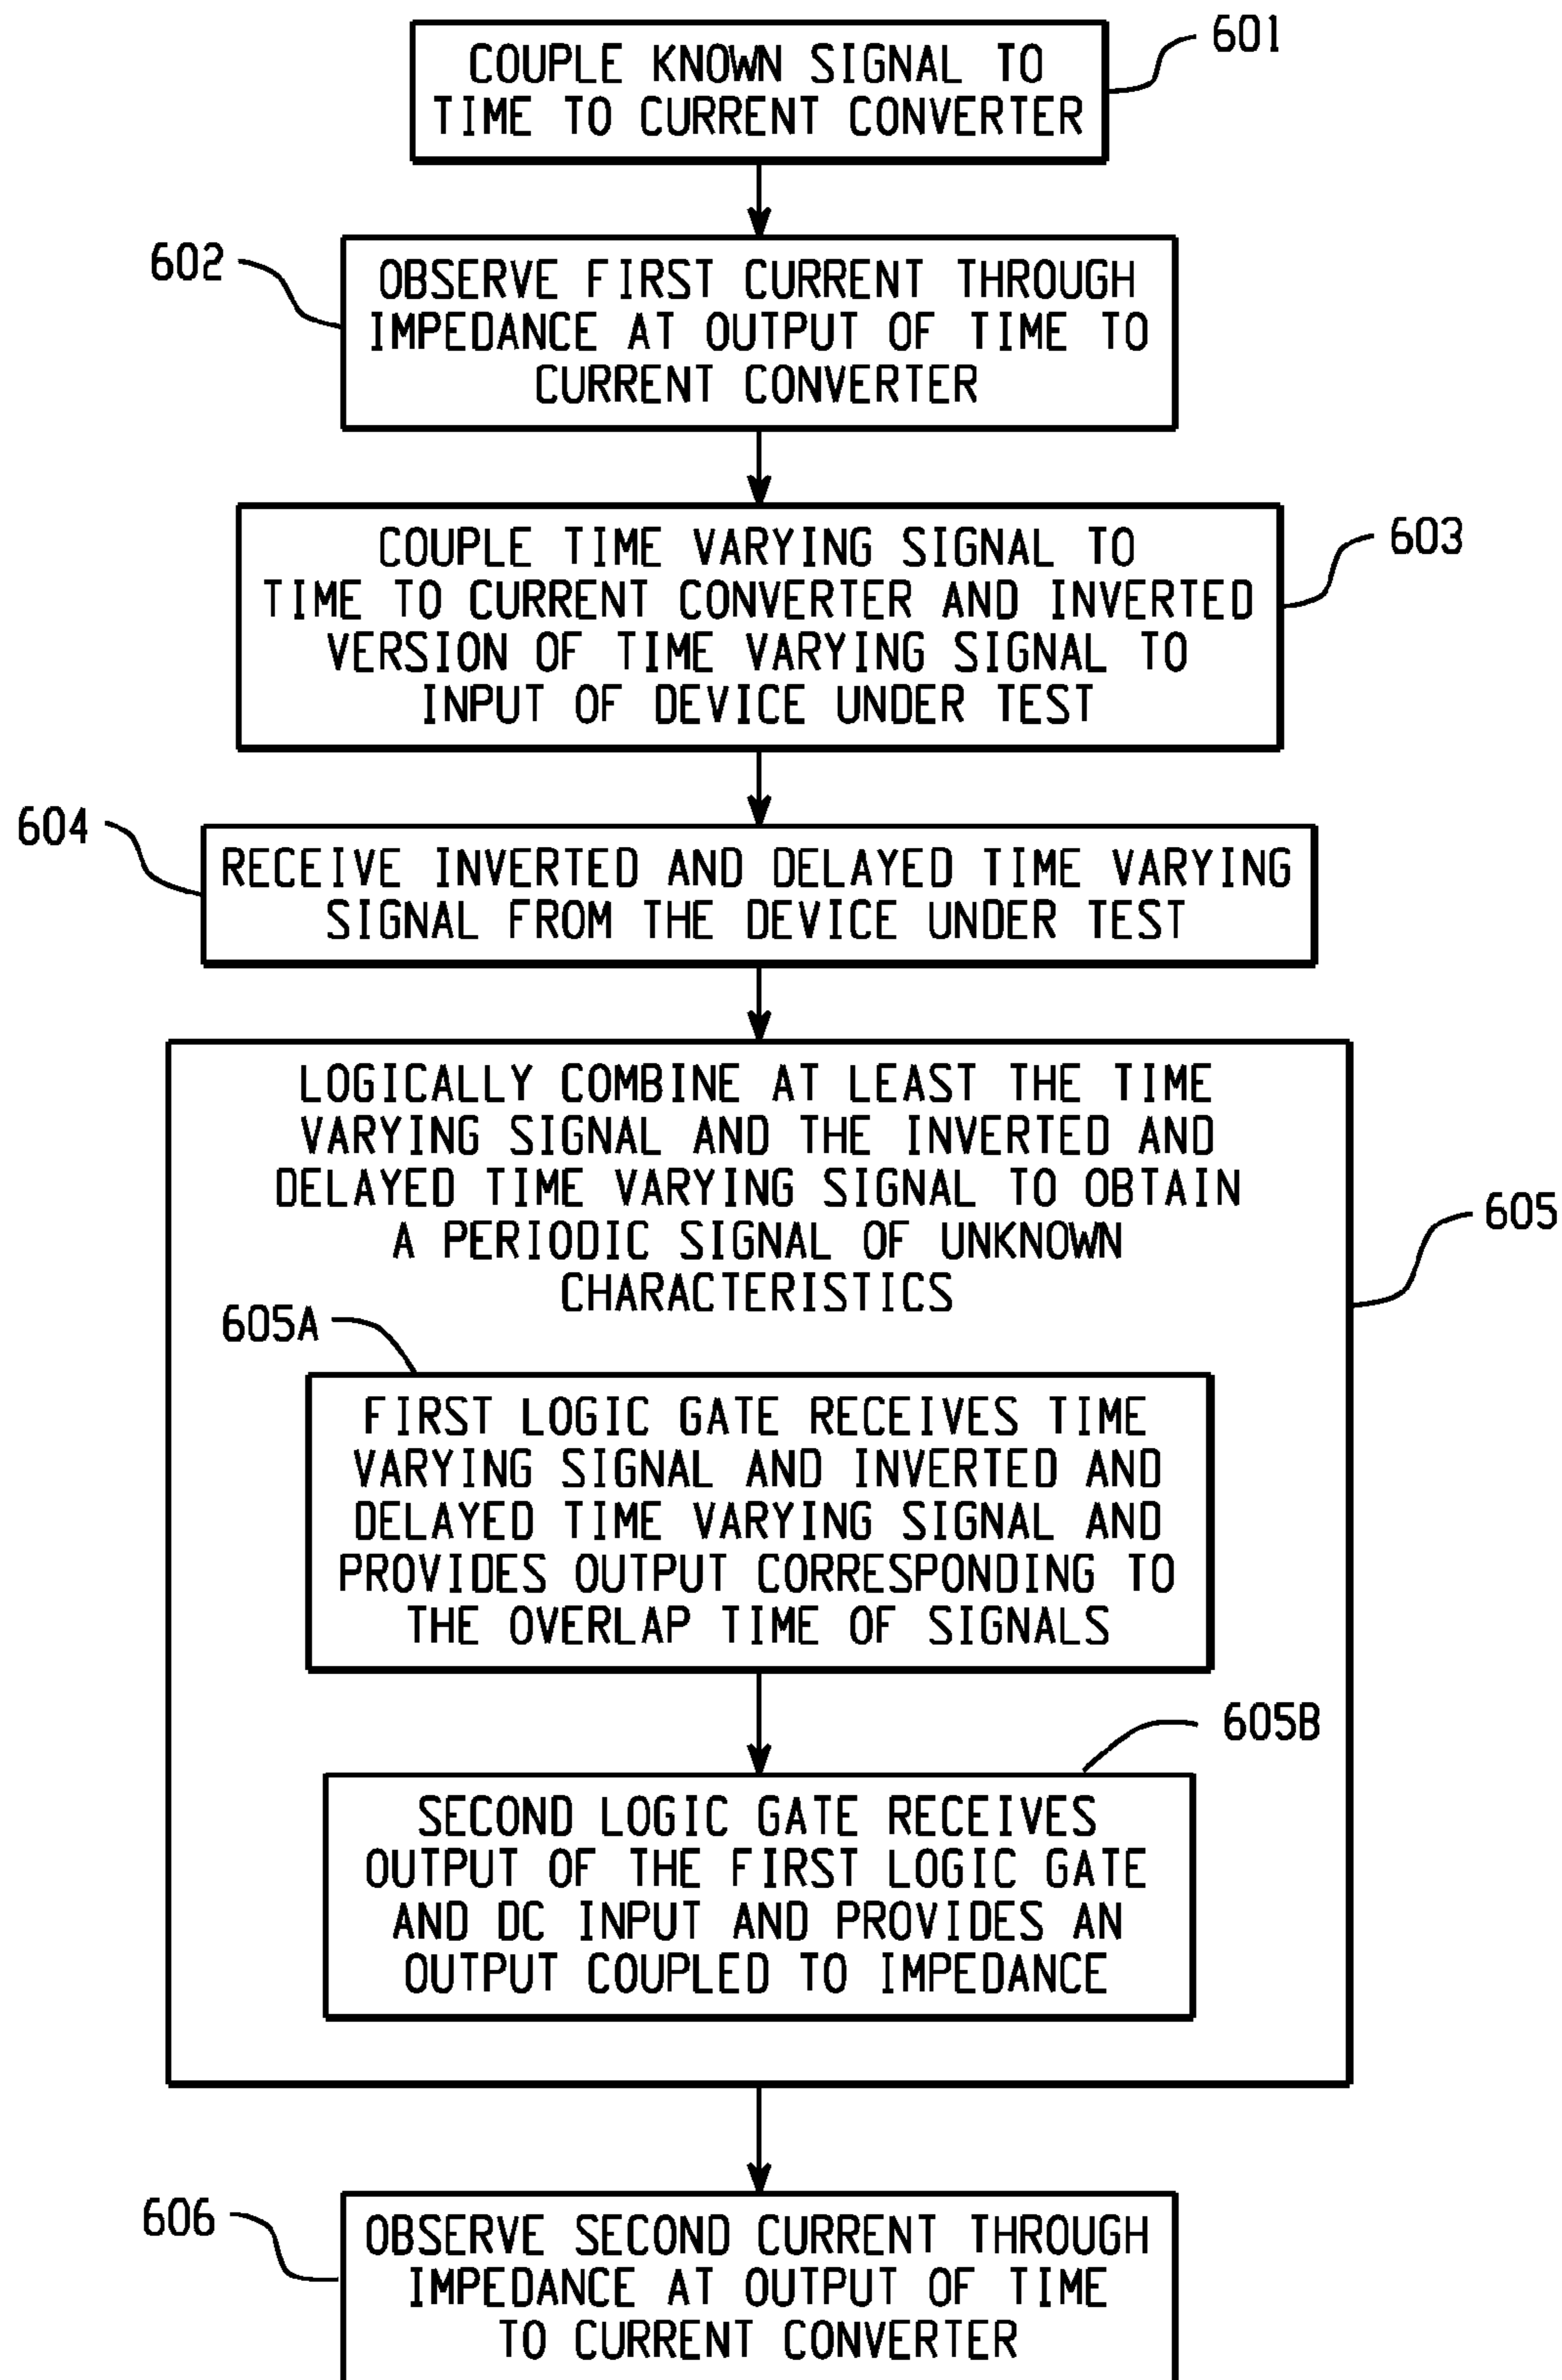 COUPLE KNOWN SIGNAL TO
TIME TO CURRENT CONVERTER
601
602
OBSERVE FIRST CURRENT THROUGH
IMPEDANCE AT OUTPUT OF TIME TO
CURRENT CONVERTER
COUPLE TIME VARYING SIGNAL TO
TIME TO CURRENT CONVERTER AND INVERTED
VERSION OF TIME VARYING SIGNAL TO
INPUT OF DEVICE UNDER TEST
603
604
RECEIVE INVERTED AND DELAYED TIME VARYING
SIGNAL FROM THE DEVICE UNDER TEST
LOGICALLY COMBINE AT LEAST THE TIME
VARYING SIGNAL AND THE INVERTED AND
DELAYED TIME VARYING SIGNAL TO OBTAIN
A PERIODIC SIGNAL OF UNKNOWN
CHARACTERISTICS
605
605A
FIRST LOGIC GATE RECEIVES TIME
VARYING SIGNAL AND INVERTED AND
DELAYED TIME VARYING SIGNAL AND
PROVIDES OUTPUT CORRESPONDING TO
THE OVERLAP TIME OF SIGNALS
605B
SECOND LOGIC GATE RECEIVES
OUTPUT OF THE FIRST LOGIC GATE
AND DC INPUT AND PROVIDES AN
OUTPUT COUPLED TO IMPEDANCE
606
OBSERVE SECOND CURRENT THROUGH
IMPEDANCE AT OUTPUT OF TIME
TO CURRENT CONVERTER